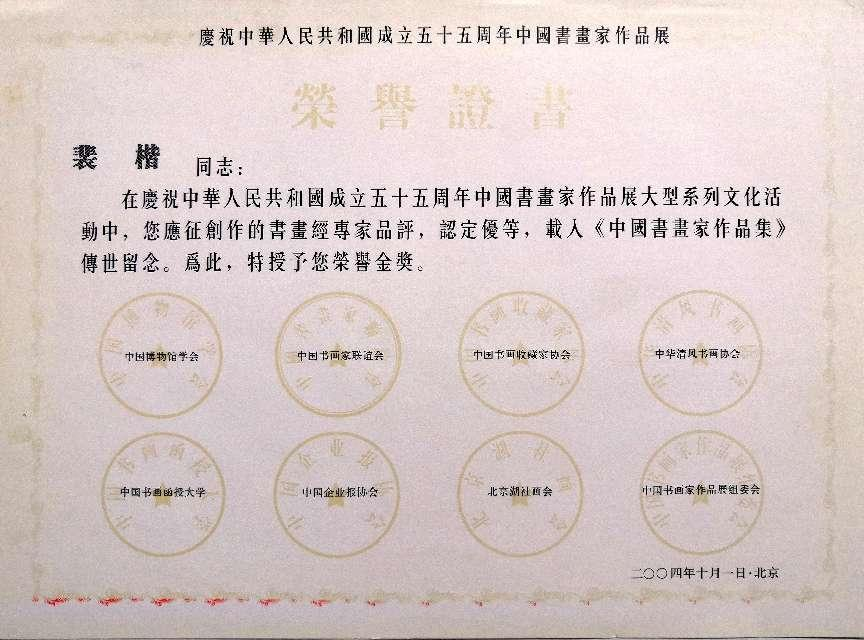 慶祝中華人民共和國成立五十五周年中國書畫家作品展
榮譽證書
裴楷 同志：
在慶祝中華人民共和國成立五十五周年中國書畫家作品展大型系列文化活
動中，您應征創作的書畫經專家品評，認定優等，載入《中國書畫家作品集》
傳世留念。爲此，特授予您榮譽金奬。
中国博物馆学会
中国书画家联谊会
中国书画收藏家协会
中华清风书画协会
中国书画函授大学
中国企业报协会
北京湖社画会
中国书画家作品展组委会
二〇〇四年十月一日·北京